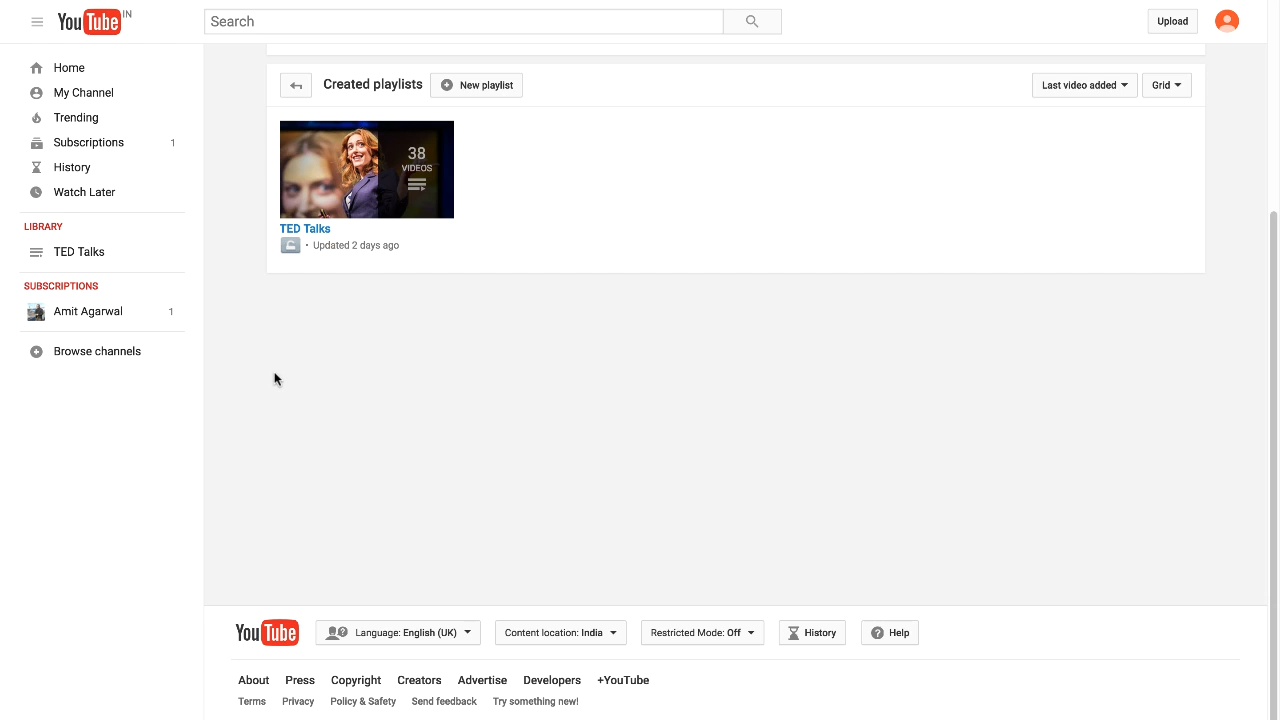 YouTube IN
Search
Upload
Home
My Channel
Trending
Subscriptions 1
History
Watch Later
LIBRARY
TED Talks
SUBSCRIPTIONS
Amit Agarwal 1
Browse channels
Created playlists
New playlist
Last video added
Grid
38
VIDEOS
TED Talks
• Updated 2 days ago
YouTube
Language: English (UK)
Content location: India
Restricted Mode: Off
History
Help
About Press Copyright Creators Advertise Developers +YouTube
Terms Privacy Policy & Safety Send feedback Try something new!